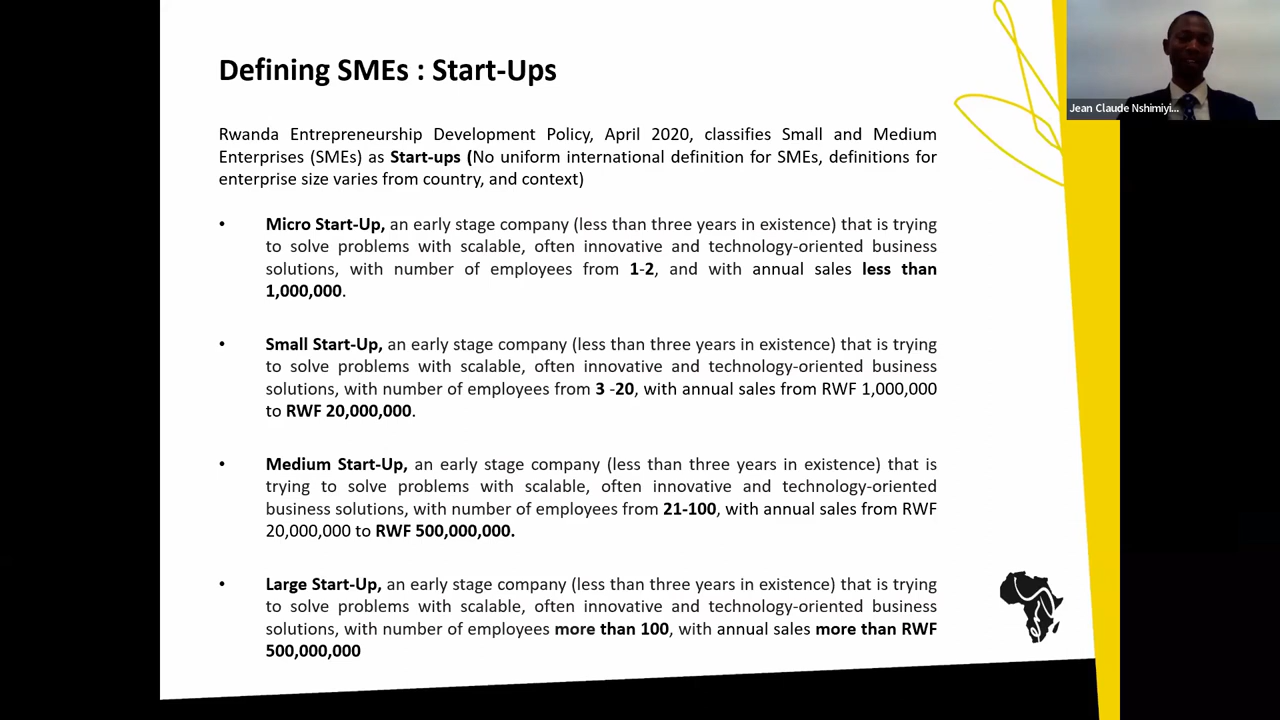 Defining SMEs : Start-Ups
Rwanda Entrepreneurship Development Policy, April 2020, classifies Small and Medium
Enterprises (SMEs) as Start-ups (No uniform international definition for SMEs, definitions for
enterprise size varies from country, and context)
• Micro Start-Up, an early stage company (less than three years in existence) that is trying
to solve problems with scalable, often innovative and technology-oriented business
solutions, with number of employees from 1-2, and with annual sales less than
1,000,000.
• Small Start-Up, an early stage company (less than three years in existence) that is trying
to solve problems with scalable, often innovative and technology-oriented business
solutions, with number of employees from 3 -20, with annual sales from RWF 1,000,000
to RWF 20,000,000.
• Medium Start-Up, an early stage company (less than three years in existence) that is
trying to solve problems with scalable, often innovative and technology-oriented
business solutions, with number of employees from 21-100, with annual sales from RWF
20,000,000 to RWF 500,000,000.
• Large Start-Up, an early stage company (less than three years in existence) that is trying
to solve problems with scalable, often innovative and technology-oriented business
solutions, with number of employees more than 100, with annual sales more than RWF
500,000,000
Jean Claude Nshimiyi...